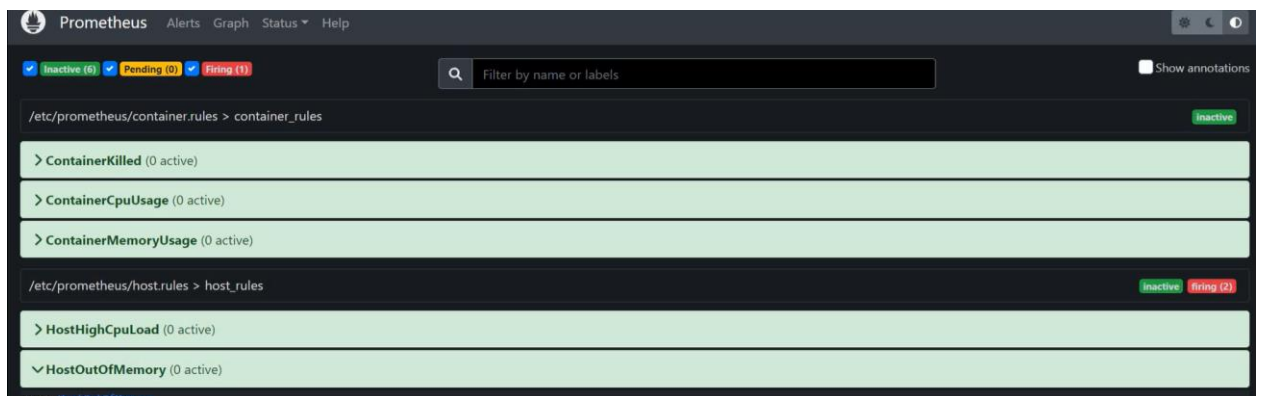 Prometheus Alerts Graph Status Help
Inactive (6) Pending (0) Firing (1) Filter by name or labels Show annotations
/etc/prometheus/container.rules > container_rules inactive
ContainerKilled (0 active)
ContainerCpuUsage (0 active)
ContainerMemoryUsage (0 active)
/etc/prometheus/host.rules > host_rules inactive firing (2)
HostHighCpuLoad (0 active)
HostOutOfMemory (0 active)